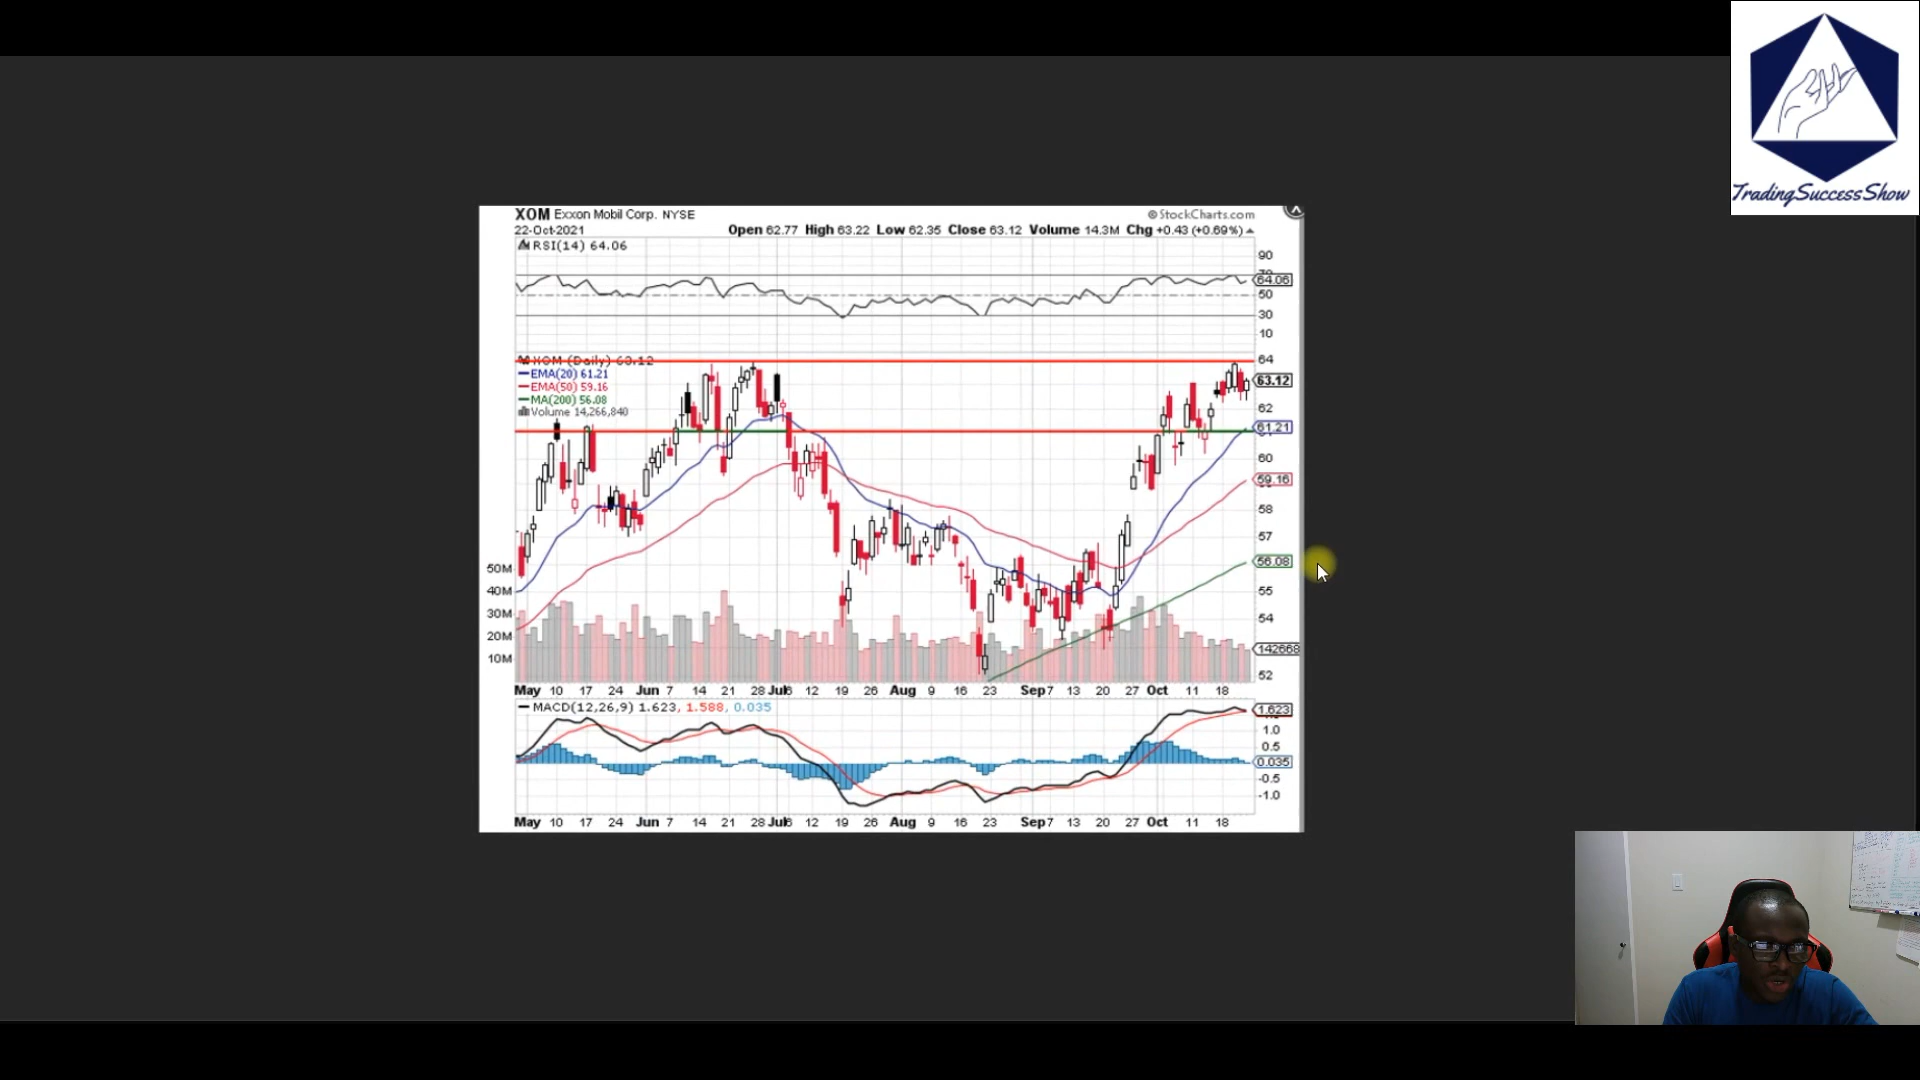 TradingSuccessShow
XOM Exxon Mobil Corp. NYSE
© StockCharts.com
22-Oct-2021
Open 62.77 High 63.22 Low 62.35 Close 63.12 Volume 14.3M Chg +0.43 (+0.69%)
RSI(14) 64.06
90
70
64.06
50
30
10
XOM (Daily) 63.12
EMA(20) 61.21
EMA(50) 59.16
MA(200) 56.08
Volume 14,266,840
64
63.12
62
61.21
60
59.16
58
57
56.08
55
54
142668
52
50M
40M
30M
20M
10M
May 10 17 24 Jun 7 14 21 28 Jul 6 12 19 26 Aug 9 16 23 Sep 7 13 20 27 Oct 11 18
MACD(12,26,9) 1.623, 1.588, 0.035
1.623
1.0
0.5
0.035
-0.5
-1.0
May 10 17 24 Jun 7 14 21 28 Jul 6 12 19 26 Aug 9 16 23 Sep 7 13 20 27 Oct 11 18